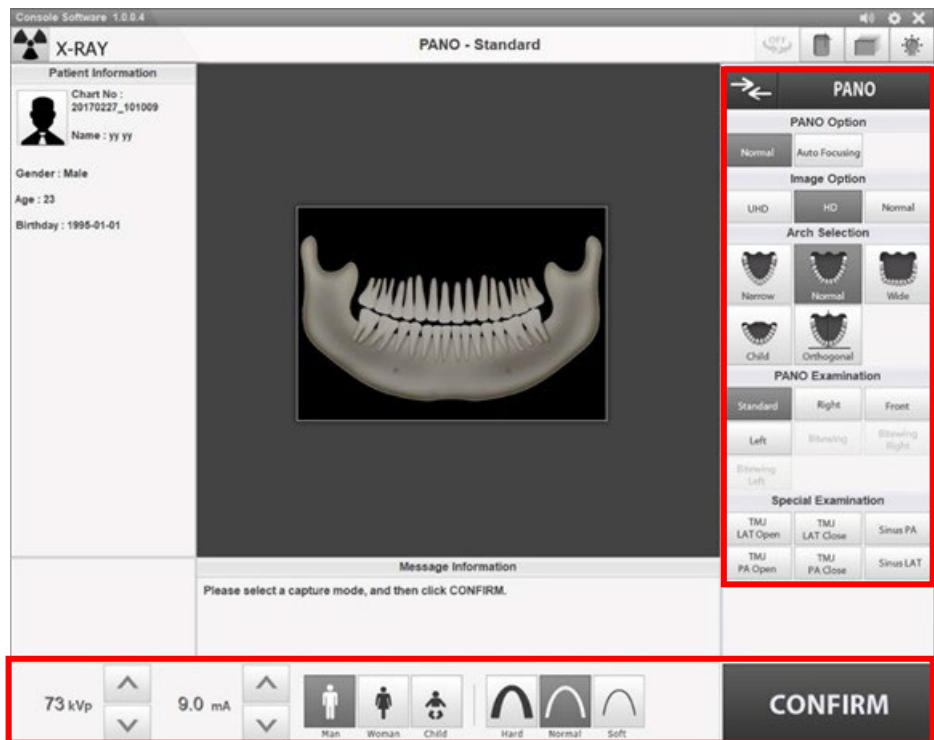 Console Software 1.0.0.4
X-RAY
PANO - Standard
OFF
Patient Information
Chart No :
20170227_101009
Name : yy yy
Gender : Male
Age : 23
Birthday : 1995-01-01
PANO
PANO Option
Normal
Auto Focusing
Image Option
UHD
HD
Normal
Arch Selection
Narrow
Normal
Wide
Child
Orthogonal
PANO Examination
Standard
Right
Front
Left
Bitewing
Bitewing
Right
Bitewing
Left
Special Examination
TMJ
LAT Open
TMJ
LAT Close
Sinus PA
TMJ
PA Open
TMJ
PA Close
Sinus LAT
Message Information
Please select a capture mode, and then click CONFIRM.
73 kVp
9.0 mA
Man
Woman
Child
Hard
Normal
Soft
CONFIRM